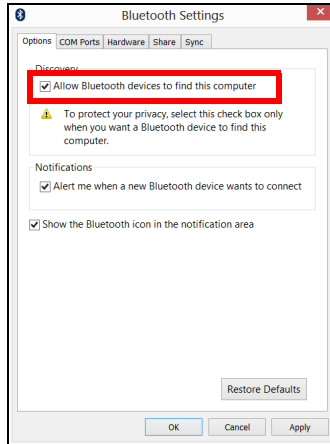 Bluetooth Settings
Options COM Ports Hardware Share Sync
Discovery
Allow Bluetooth devices to find this computer
To protect your privacy, select this check box only
when you want a Bluetooth device to find this
computer.
Notifications
Alert me when a new Bluetooth device wants to connect
Show the Bluetooth icon in the notification area
Restore Defaults
OK Cancel Apply